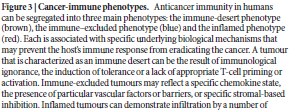 Figure 3 | Cancer-immune phenotypes. Anticancer immunity in humans
can be segregated into three main phenotypes: the immune-desert phenotype
(brown), the immune–excluded phenotype (blue) and the inflamed phenotype
(red). Each is associated with specific underlying biological mechanisms that
may prevent the host's immune response from eradicating the cancer. A tumour
that is characterized as an immune desert can be the result of immunological
ignorance, the induction of tolerance or a lack of appropriate T-cell priming or
activation. Immune-excluded tumours may reflect a specific chemokine state,
the presence of particular vascular factors or barriers, or specific stromal-based
inhibition. Inflamed tumours can demonstrate infiltration by a number of